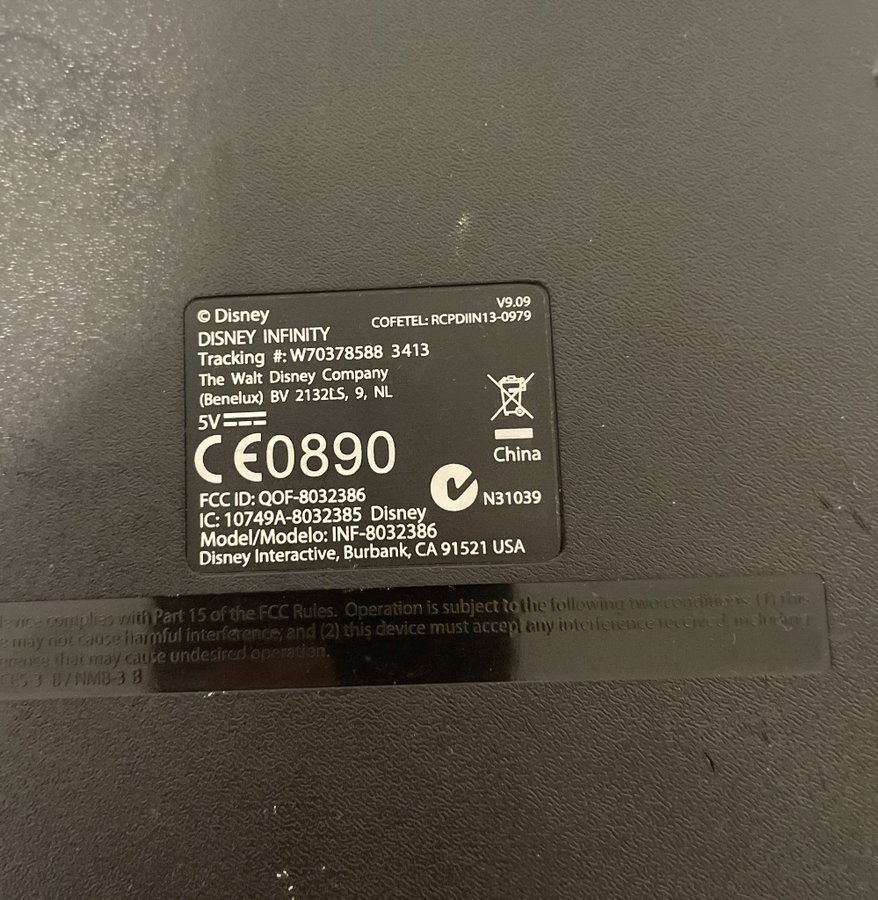 © Disney
V9.09
DISNEY INFINITY
COFETEL: RCPDIIN13-0979
Tracking #: W70378588 3413
The Walt Disney Company
(Benelux) BV 2132LS, 9, NL
5V
CE0890
China
N31039
FCC ID: QOF-8032386
IC: 10749A-8032385 Disney
Model/Modelo: INF-8032386
Disney Interactive, Burbank, CA 91521 USA
complies with Part 15 of the FCC Rules. Operation is subject to the following two conditions: (1) this
may not cause harmful interference, and (2) this device must accept any interference received, including
that may cause undesired operation.
NMB-3 B